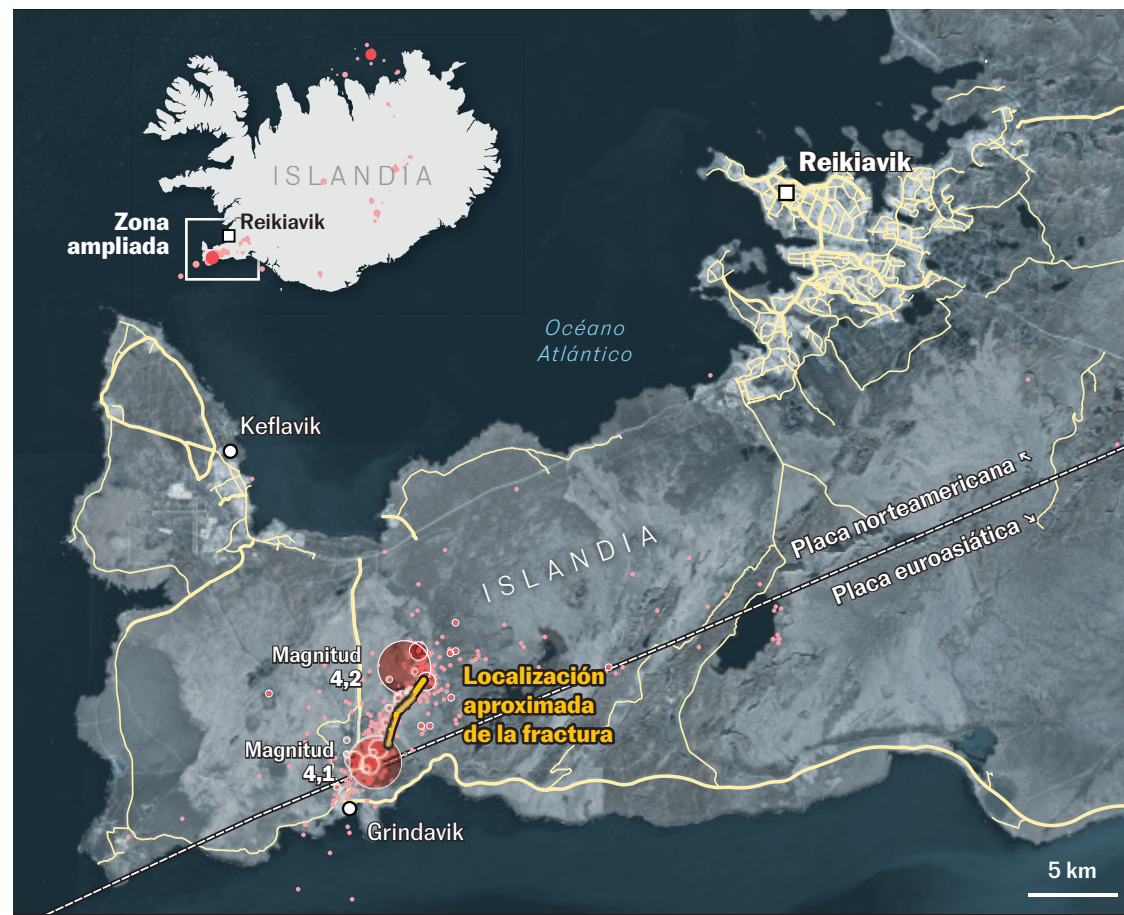 ISLANDIA
Zona
ampliada
Reikiavik
Reikiavik
Océano
Atlántico
Keflavik
ISLANDIA
Placa norteamericana
Placa euroasiática
Magnitud
4,2
Localización
aproximada
de la fractura
Magnitud
4,1
Grindavik
5 km